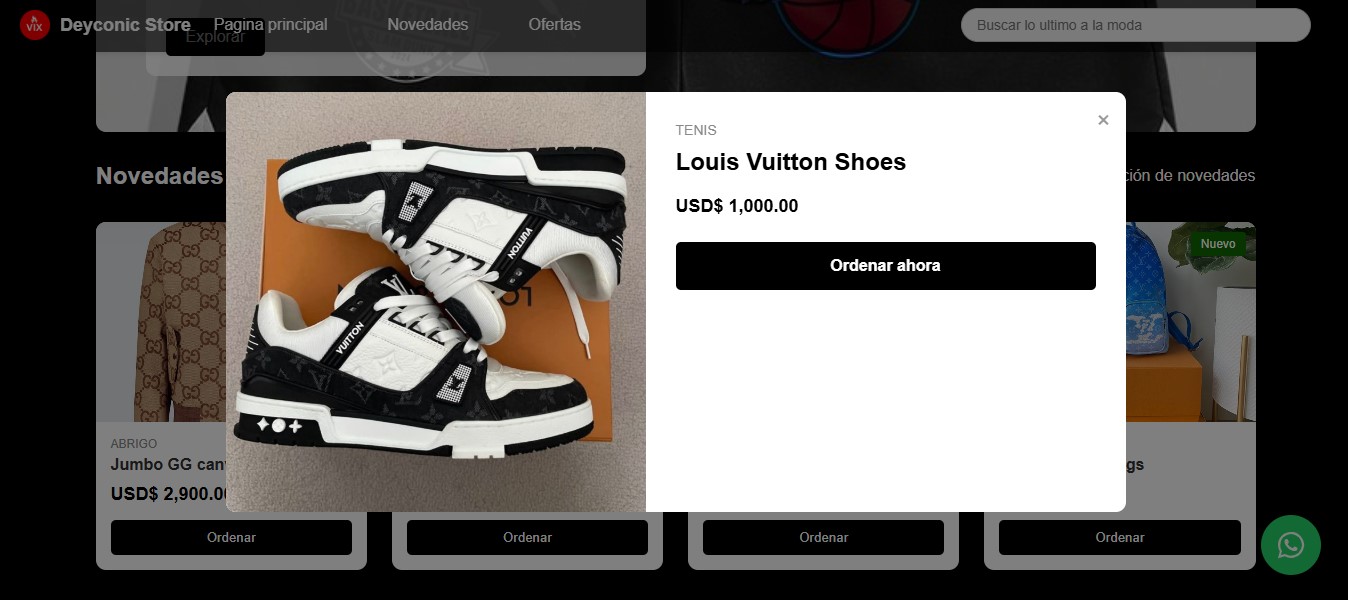 VIX
Deyconic Store
Pagina principal
Novedades
Ofertas
Buscar lo ultimo a la moda
Explorar
TENIS
×
Louis Vuitton Shoes
USD$ 1,000.00
Ordenar ahora
VUITTON
VUITTON
Novedades
ción de novedades
Nuevo
ABRIGO
Jumbo GG can
USD$ 2,900.0
gs
Ordenar
Ordenar
Ordenar
Ordenar